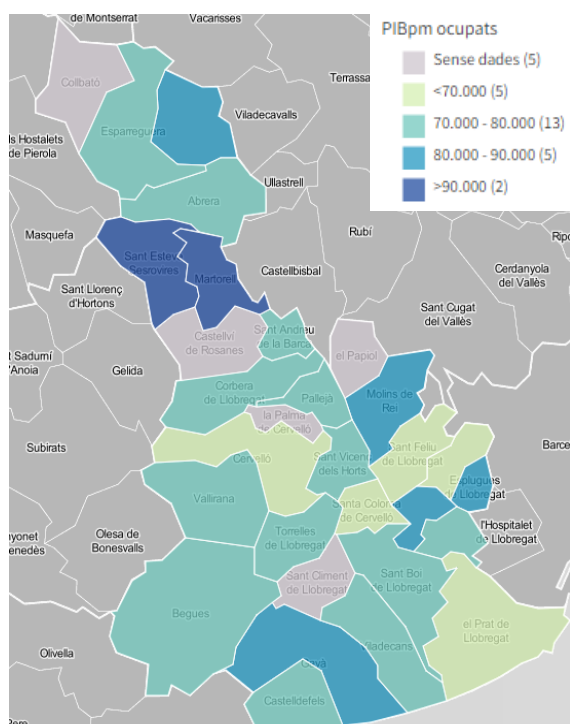 PIBpm ocupats
Sense dades (5)
<70.000 (5)
70.000 - 80.000 (13)
80.000 - 90.000 (5)
>90.000 (2)
de Montserrat
Vacarisses
Collbató
Terrassa
Viladecavalls
Esparreguera
ls Hostalets
de Pierola
Ullastrell
Abrera
Masquefa
Rubí
Ripo
Sant Esteve
Sesrovires
Martorell
Castellbisbal
Cerdanyola
del Vallès
Sant Llorenç
d'Hortons
Sant Cugat
del Vallès
Sant Andreu
de la Barca
Castellví
de Rosanes
el Papiol
t Sadurní
d'Anoia
Gelida
Corbera
de Llobregat
Pallejà
Molins de
Rei
la Palma
de Cervelló
Subirats
Cervelló
Sant Vicenç
dels Horts
Sant Feliu
de Llobregat
Barce
Esplugues
de Llobregat
Vallirana
Santa Coloma
de Cervelló
nyonet
enedès
Olesa de
Bonesvalls
Torrelles
de Llobregat
l'Hospitalet
de Llobregat
Sant Climent
de Llobregat
Sant Boi
de Llobregat
Begues
el Prat de
Llobregat
Olivella
Gavà
Viladecans
Castelldefels